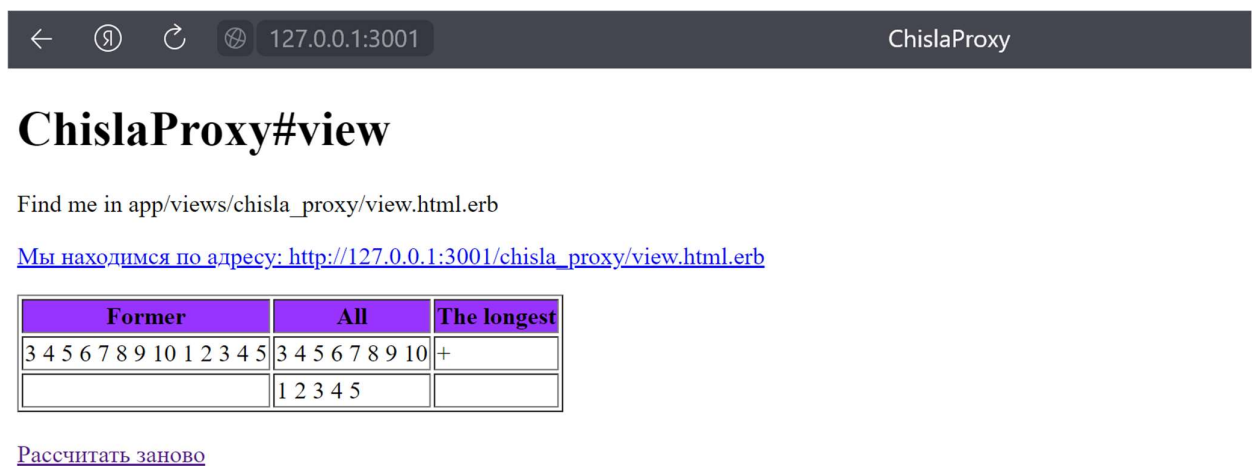 127.0.0.1:3001 ChislaProxy
ChislaProxy#view
Find me in app/views/chisla_proxy/view.html.erb
Мы находимся по адресу: http://127.0.0.1:3001/chisla_proxy/view.html.erb
Former All The longest
3 4 5 6 7 8 9 10 1 2 3 4 5 3 4 5 6 7 8 9 10 +
1 2 3 4 5
Рассчитать заново